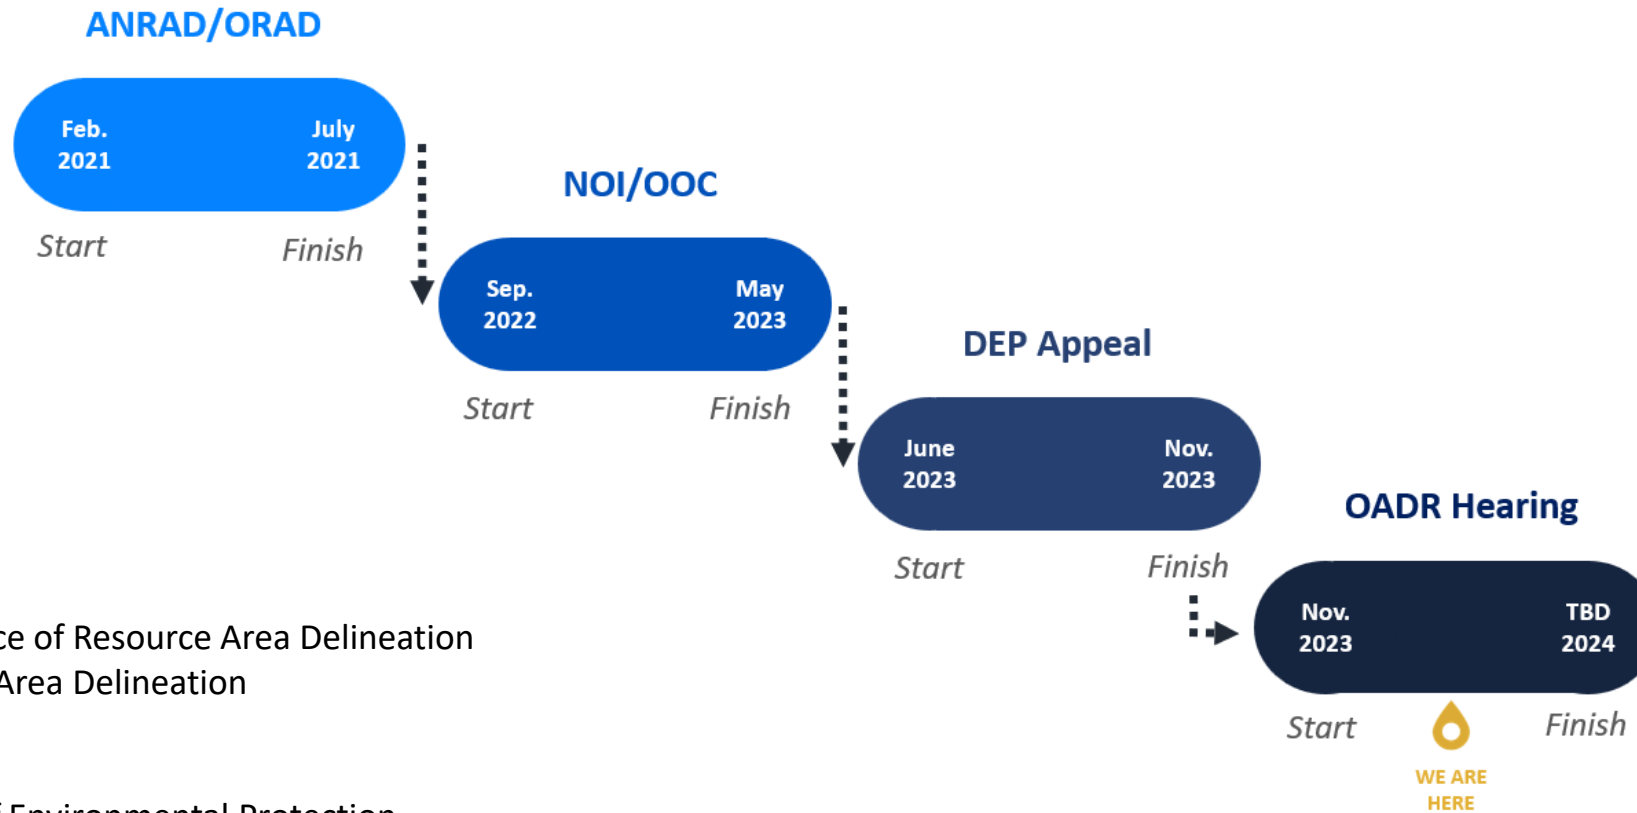 ANRAD/ORAD
Feb.
2021
July
2021
Start
Finish
NOI/OOC
Sep.
2022
May
2023
Start
Finish
DEP Appeal
June
2023
Nov.
2023
Start
Finish
OADR Hearing
Nov.
2023
TBD
2024
Start
Finish
WE ARE
HERE
of Resource Area Delineation
Area Delineation
Environmental Protection